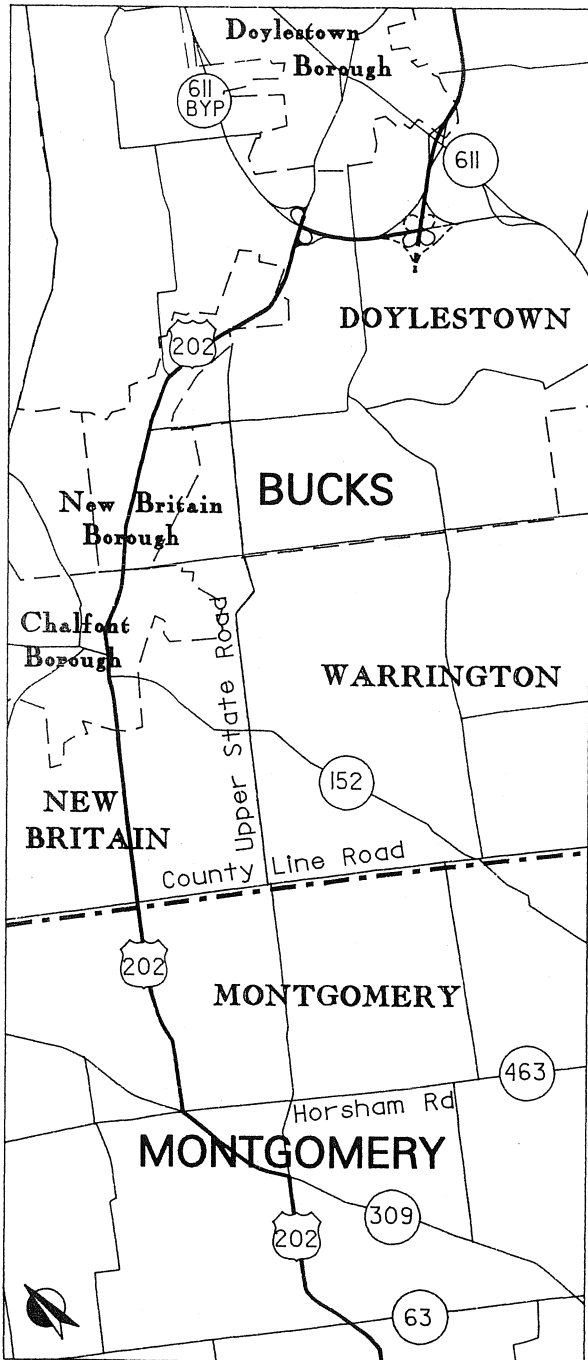 Doylestown
Borough
611
BYP
611
DOYLESTOWN
202
BUCKS
New Britain
Borough
Chalfont
Borough
Upper State Road
WARRINGTON
152
NEW
BRITAIN
County Line Road
202
MONTGOMERY
463
Horsham Rd
MONTGOMERY
309
202
63